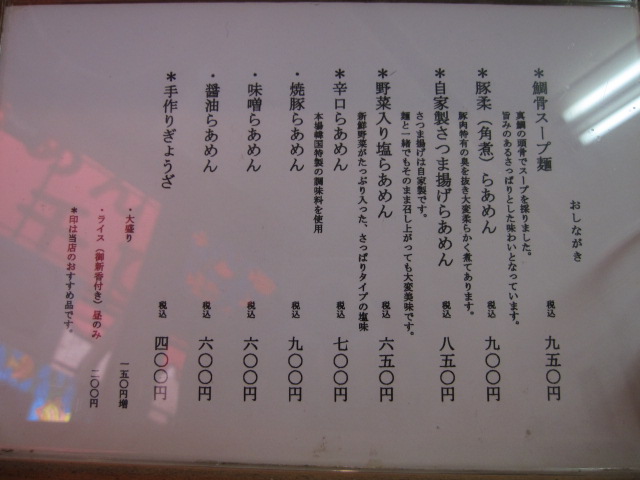 おしながき
＊鯛骨スープ麺 税込 九五〇円
真鯛の頭骨でスープを採りました。
旨みのあるさっぱりとした味わいとなっています。
＊豚柔（角煮）らあめん 税込 九〇〇円
豚肉特有の臭を抜き大変柔らかく煮てあります。
＊自家製さつま揚げらあめん 税込 八五〇円
さつま揚げは自家製です。
麺と一緒でもそのまま召し上がっても大変美味です。
＊野菜入り塩らあめん 税込 六五〇円
新鮮野菜がたっぷり入った、さっぱりタイプの塩味
＊辛口らあめん 税込 七〇〇円
本場韓国特製の調味料を使用
・焼豚らあめん 税込 九〇〇円
・味噌らあめん 税込 六〇〇円
・醤油らあめん 税込 六〇〇円
＊手作りぎょうざ 税込 四〇〇円
・大盛り 一五〇円増
・ライス（御新香付き）昼のみ 二〇〇円
＊印は当店のおすすめ品です。